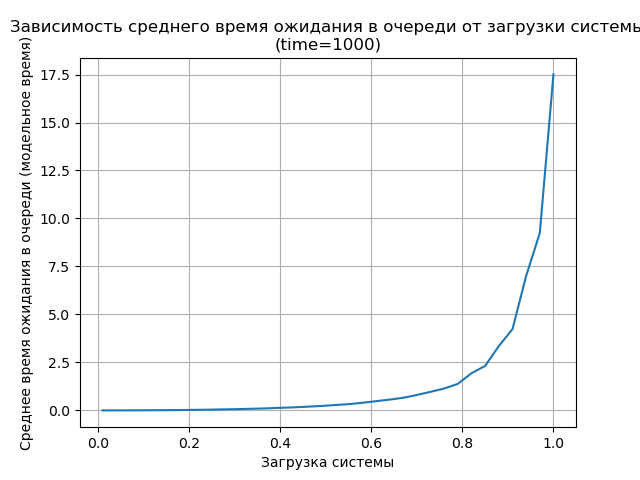 Зависимость среднего время ожидания в очереди от загрузки системы
(time=1000)
Среднее время ожидания в очереди (модельное время)
17.5
15.0
12.5
10.0
7.5
5.0
2.5
0.0
0.0 0.2 0.4 0.6 0.8 1.0
Загрузка системы